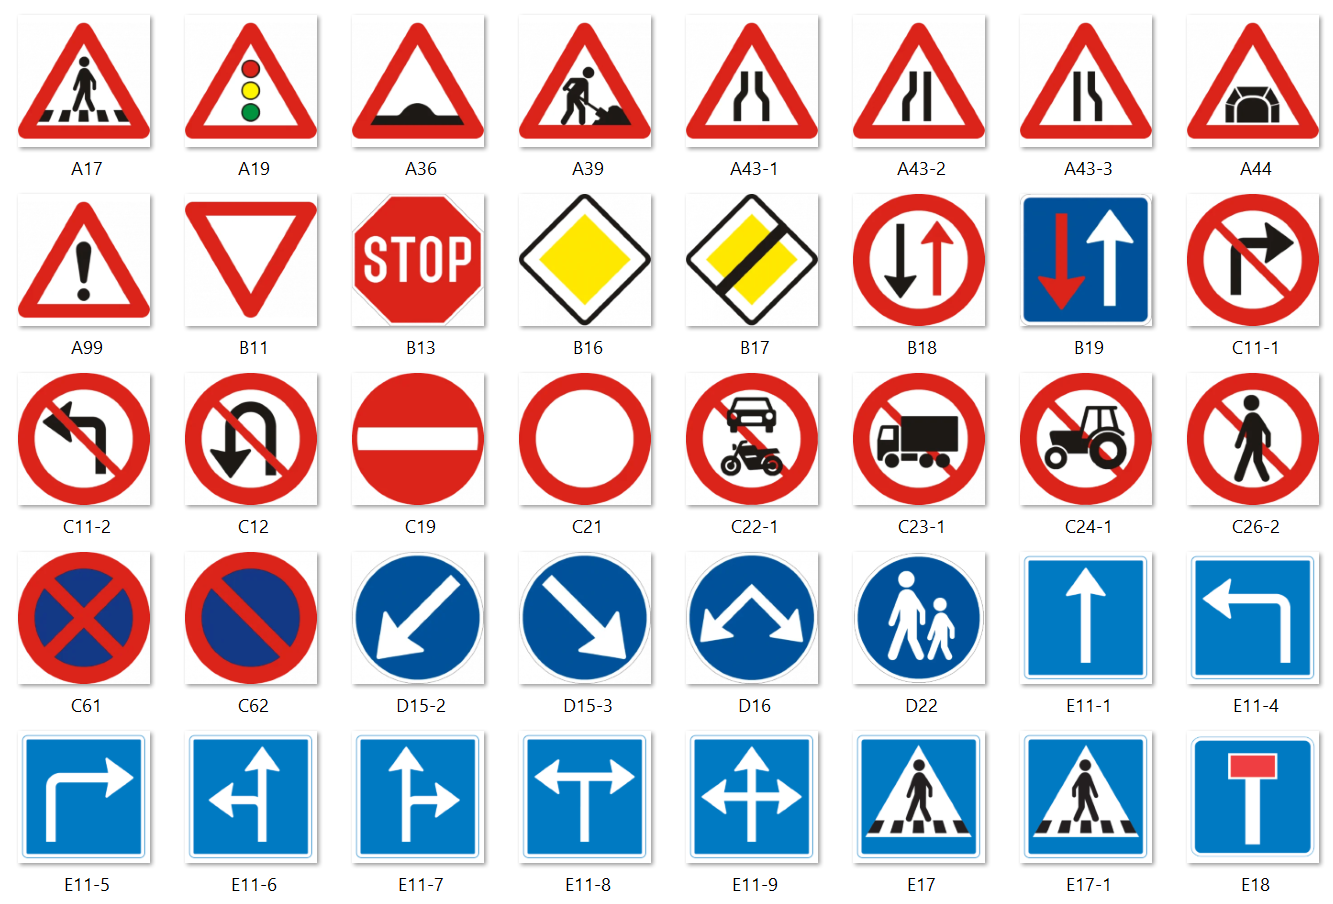 A17 A19 A36 A39 A43-1 A43-2 A43-3 A44
STOP
A99 B11 B13 B16 B17 B18 B19 C11-1
C11-2 C12 C19 C21 C22-1 C23-1 C24-1 C26-2
C61 C62 D15-2 D15-3 D16 D22 E11-1 E11-4
E11-5 E11-6 E11-7 E11-8 E11-9 E17 E17-1 E18